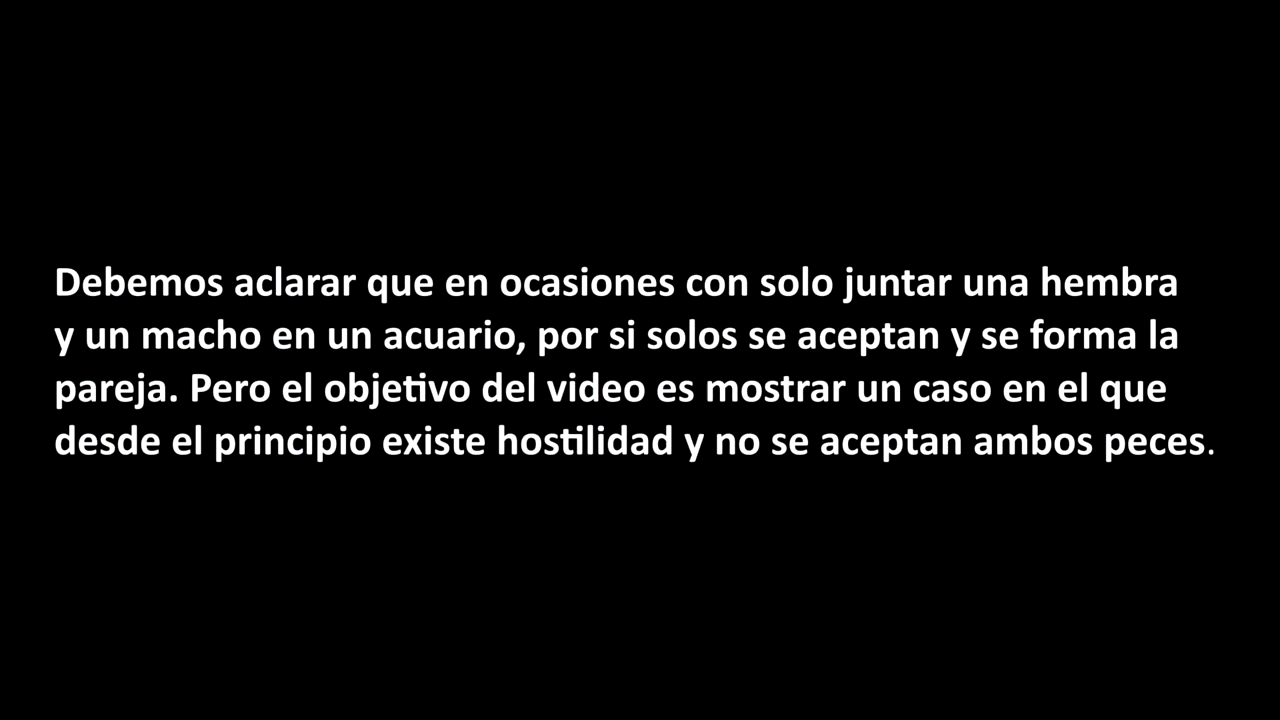 Debemos aclarar que en ocasiones con solo juntar una hembra
y un macho en un acuario, por si solos se aceptan y se forma la
pareja. Pero el objetivo del video es mostrar un caso en el que
desde el principio existe hostilidad y no se aceptan ambos peces.